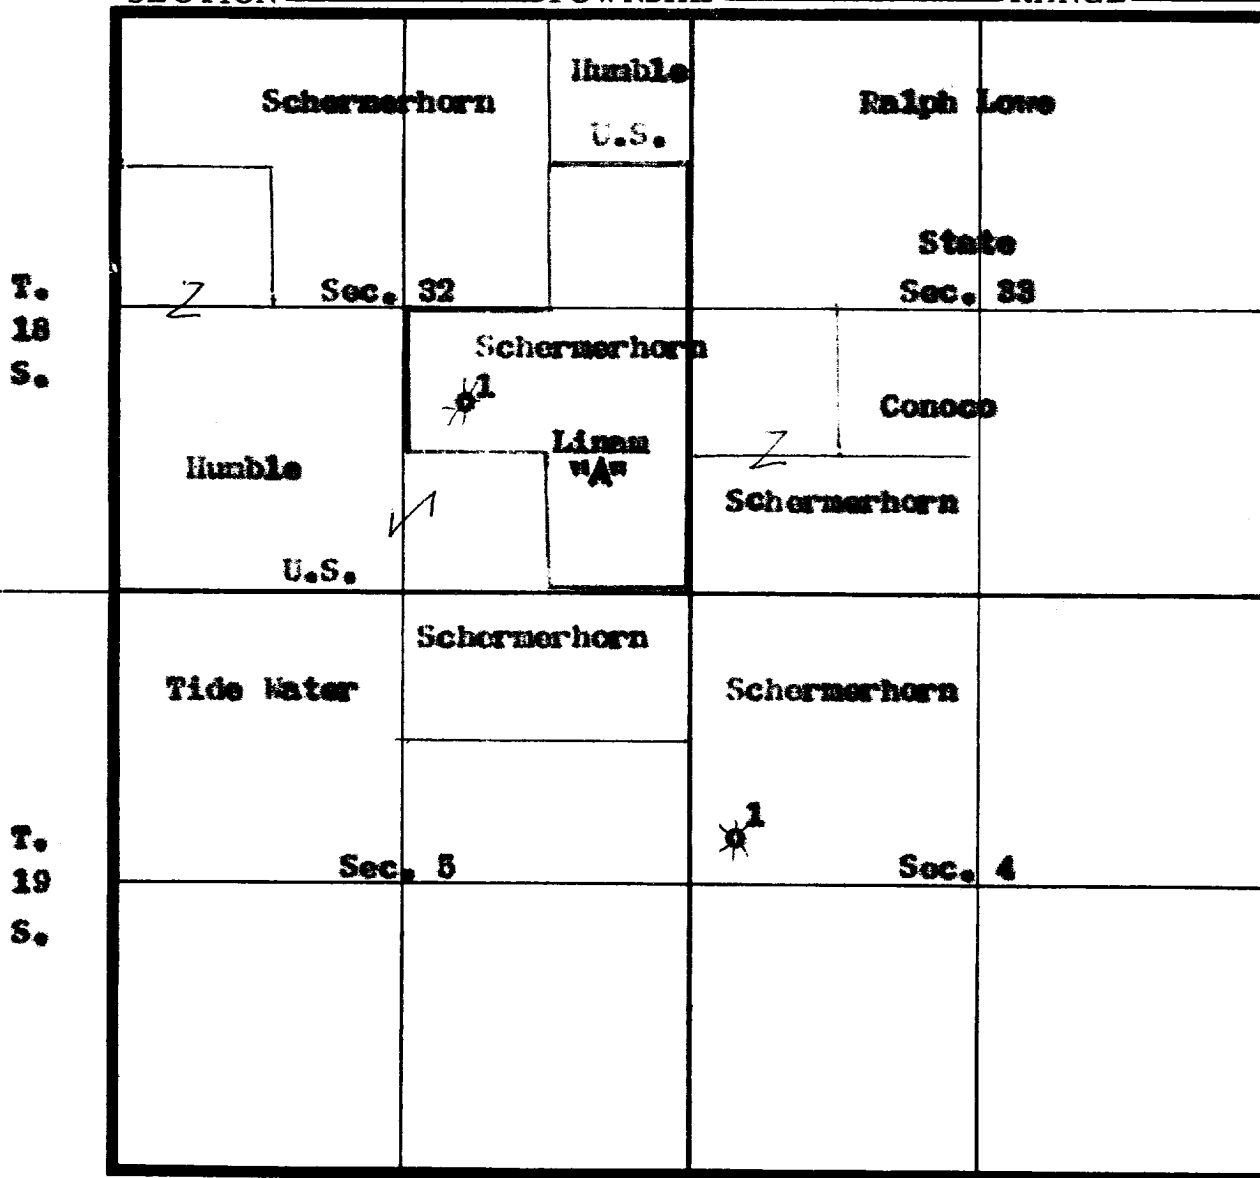 Humble
Schermerhorn
Ralph Lowe
U.S.
State
T.
18
S.
Z
Sec. 32
Sec. 33
Schermerhorn
1
Conoco
Linam
"A"
Humble
Z
Schermerhorn
U.S.
Schermerhorn
Tide Water
Schermerhorn
1
T.
19
S.
Sec. 5
Sec. 4